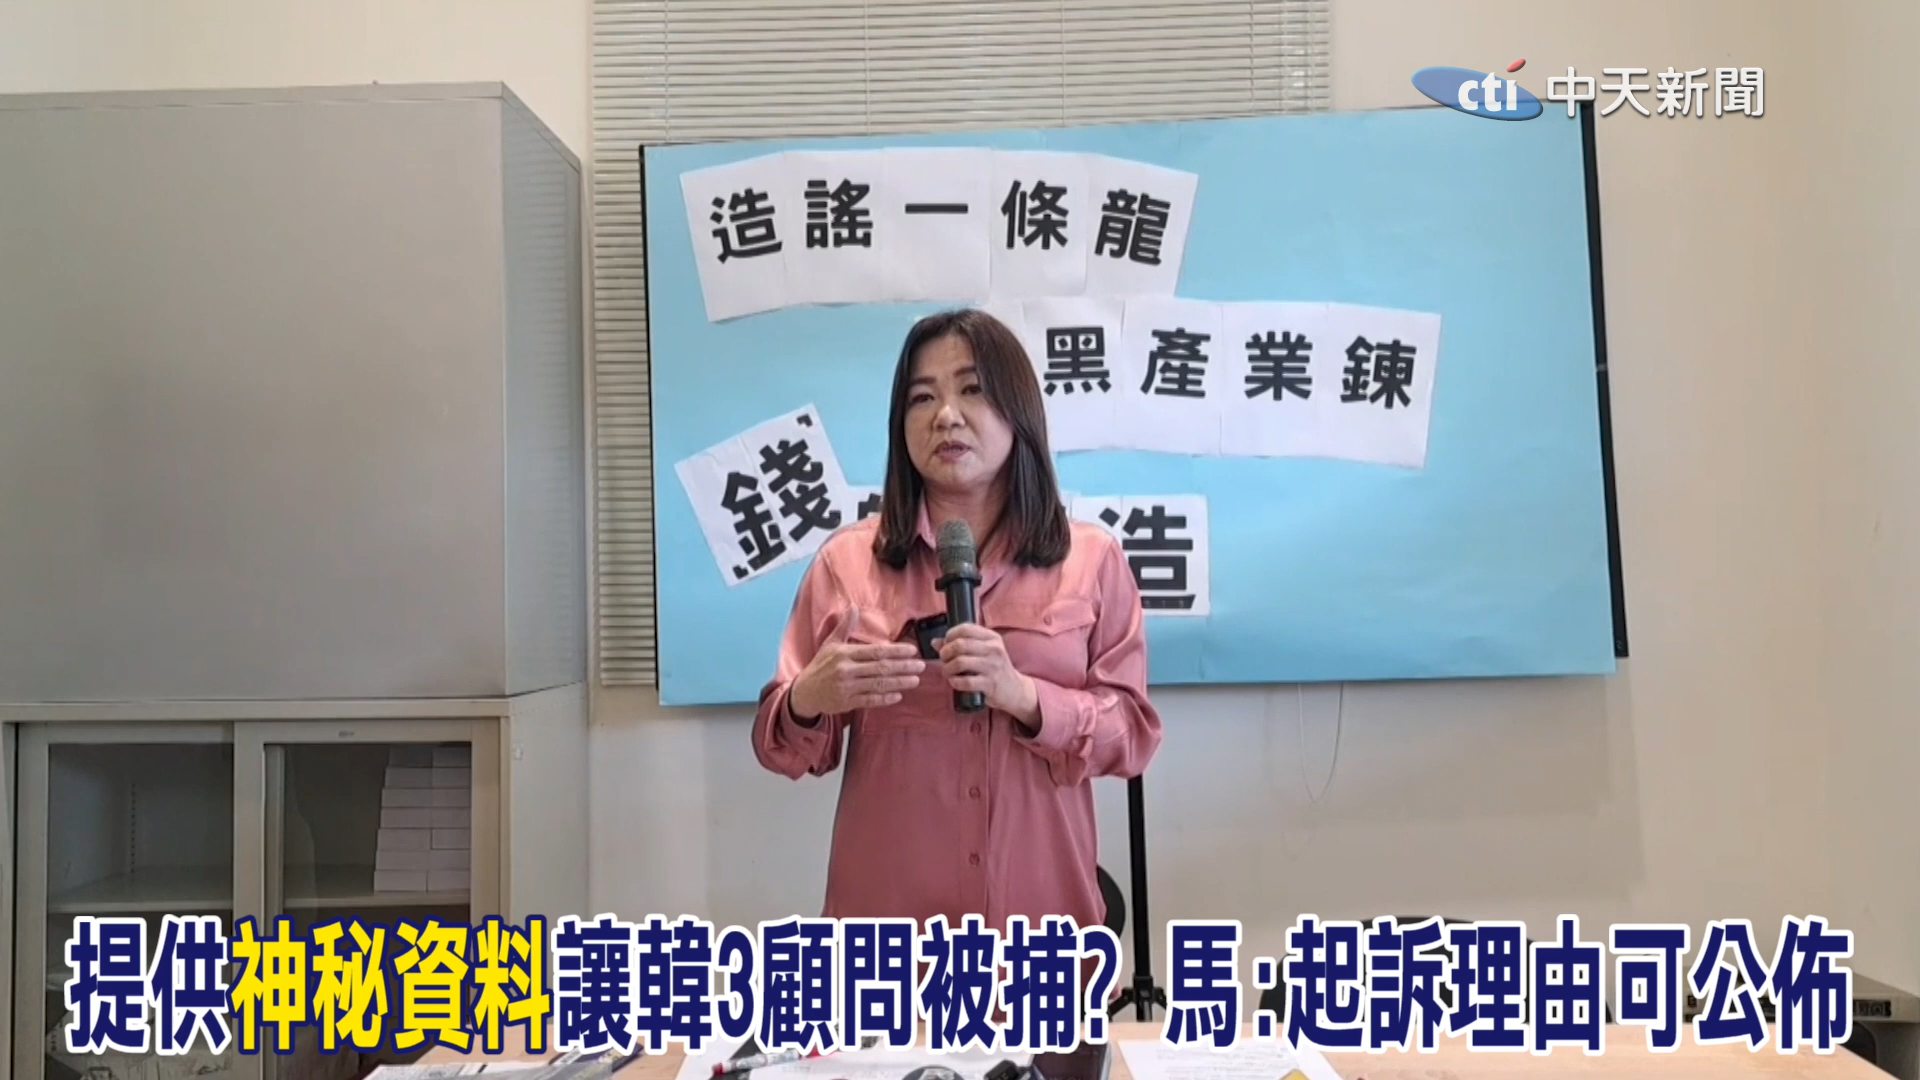 cti 中天新聞
造謠一條龍
黑產業鍊
「錢
造
提供神秘資料讓韓3顧問被捕? 馬:起訴理由可公佈